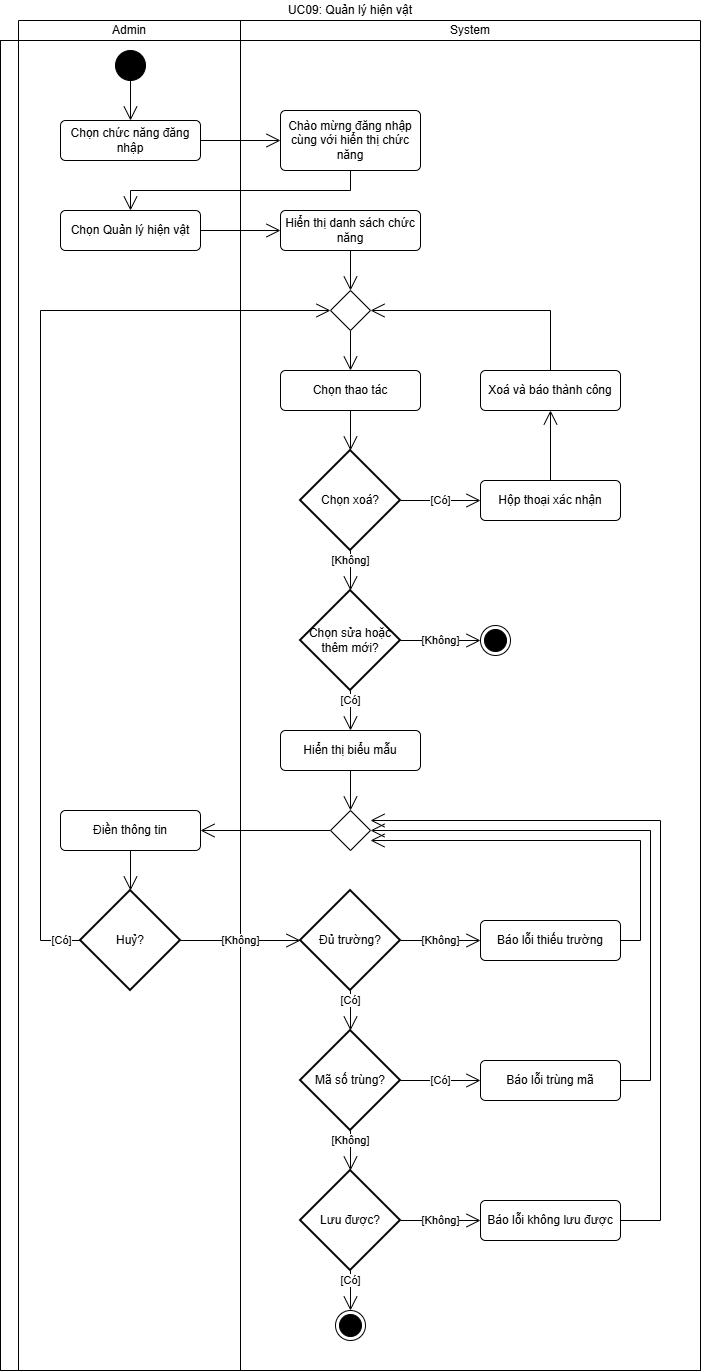 UC09: Quản lý hiện vật
Admin
System
Chọn chức năng đăng
nhập
Chào mừng đăng nhập
cùng với hiển thị chức
năng
Chọn Quản lý hiện vật
Hiển thị danh sách chức
năng
Chọn thao tác
Xoá và báo thành công
Chọn xoá?
[Có]
Hộp thoại xác nhận
[Không]
Chọn sửa hoặc
thêm mới?
[Không]
[Có]
Hiển thị biểu mẫu
Điền thông tin
[Có]
Huỷ?
[Không]
Đủ trường?
[Không]
Báo lỗi thiếu trường
[Có]
Mã số trùng?
[Có]
Báo lỗi trùng mã
[Không]
Lưu được?
[Không]
Báo lỗi không lưu được
[Có]